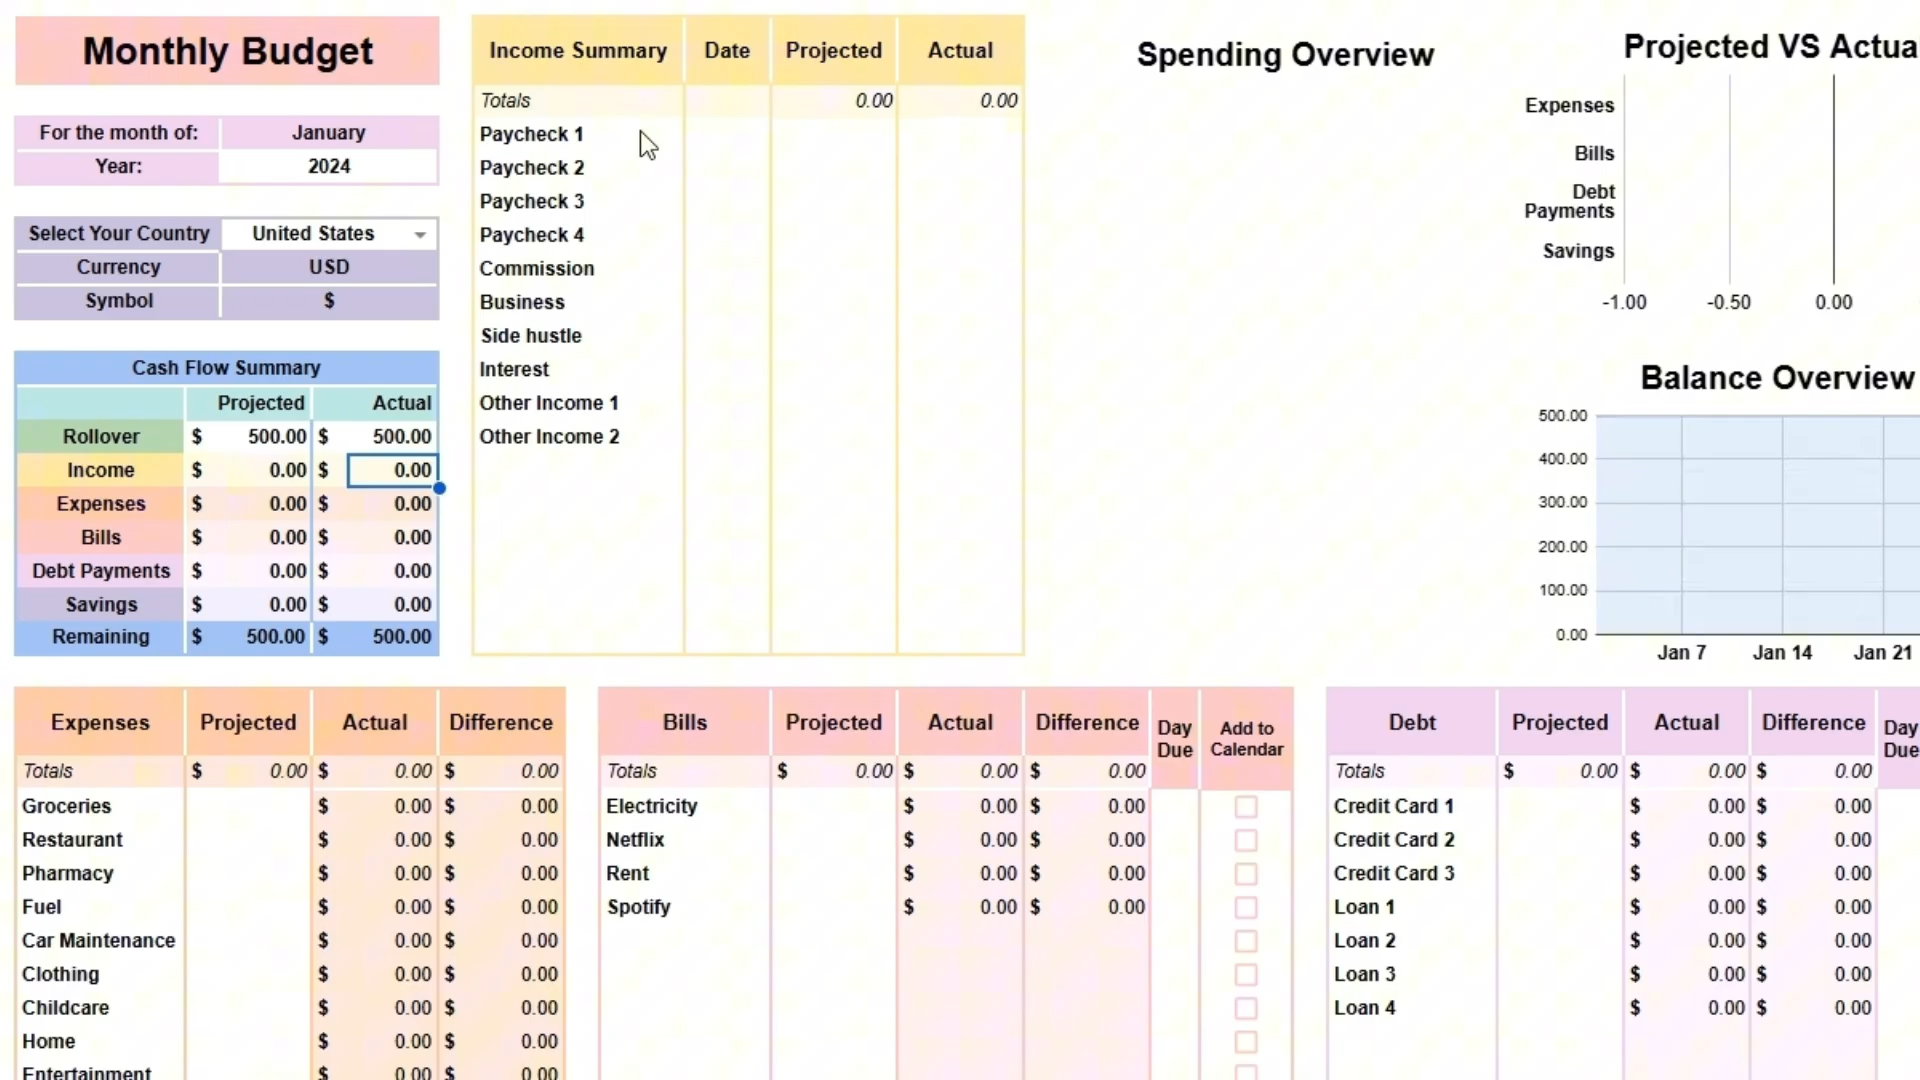 Monthly Budget
For the month of: January
Year: 2024
Select Your Country United States
Currency USD
Symbol $
Cash Flow Summary
Projected Actual
Rollover $ 500.00 $ 500.00
Income $ 0.00 $ 0.00
Expenses $ 0.00 $ 0.00
Bills $ 0.00 $ 0.00
Debt Payments $ 0.00 $ 0.00
Savings $ 0.00 $ 0.00
Remaining $ 500.00 $ 500.00
Income Summary Date Projected Actual
Totals 0.00 0.00
Paycheck 1
Paycheck 2
Paycheck 3
Paycheck 4
Commission
Business
Side hustle
Interest
Other Income 1
Other Income 2
Spending Overview
Projected VS Actua
Expenses
Bills
Debt
Payments
Savings
-1.00 -0.50 0.00
Balance Overview
500.00
400.00
300.00
200.00
100.00
0.00
Jan 7 Jan 14 Jan 21
Expenses Projected Actual Difference
Totals $ 0.00 $ 0.00 $ 0.00
Groceries $ 0.00 $ 0.00
Restaurant $ 0.00 $ 0.00
Pharmacy $ 0.00 $ 0.00
Fuel $ 0.00 $ 0.00
Car Maintenance $ 0.00 $ 0.00
Clothing $ 0.00 $ 0.00
Childcare $ 0.00 $ 0.00
Home $ 0.00 $ 0.00
Entertainment $ 0.00 $ 0.00
Bills Projected Actual Difference Day Due Add to Calendar
Totals $ 0.00 $ 0.00 $ 0.00
Electricity $ 0.00 $ 0.00
Netflix $ 0.00 $ 0.00
Rent $ 0.00 $ 0.00
Spotify $ 0.00 $ 0.00
Debt Projected Actual Difference Day Due
Totals $ 0.00 $ 0.00 $ 0.00
Credit Card 1 $ 0.00 $ 0.00
Credit Card 2 $ 0.00 $ 0.00
Credit Card 3 $ 0.00 $ 0.00
Loan 1 $ 0.00 $ 0.00
Loan 2 $ 0.00 $ 0.00
Loan 3 $ 0.00 $ 0.00
Loan 4 $ 0.00 $ 0.00